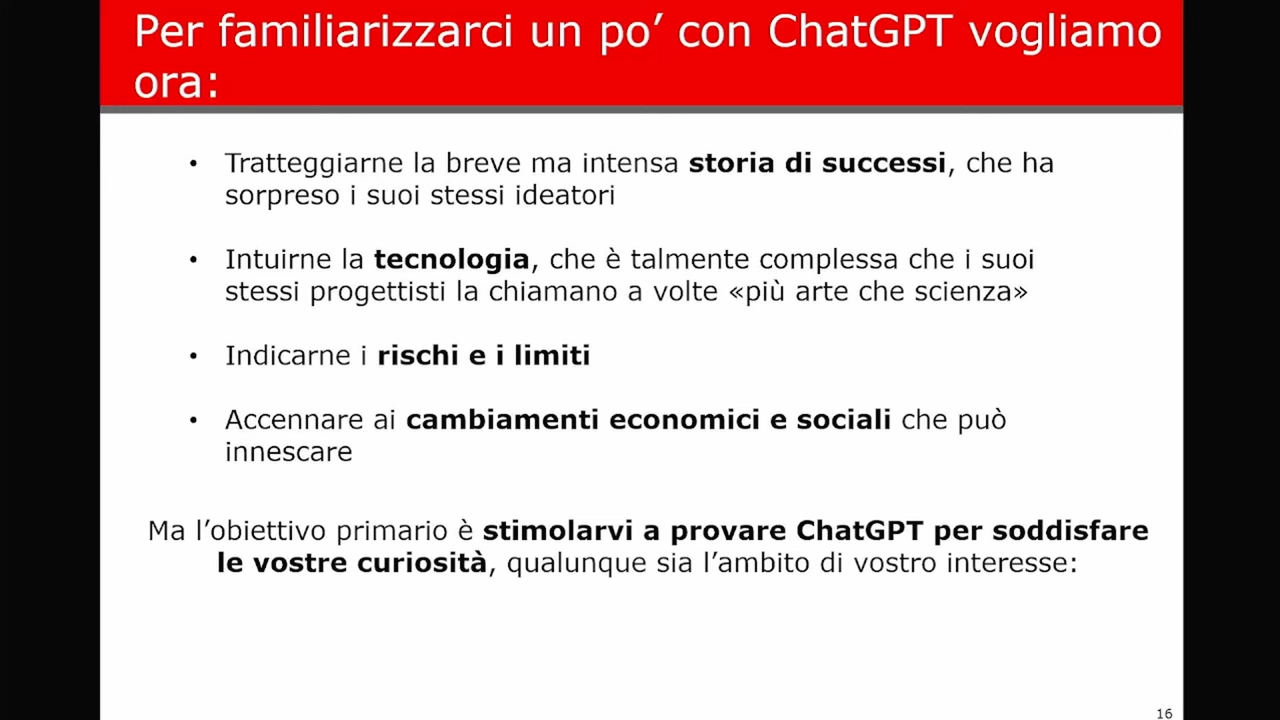 Per familiarizzarci un po’ con ChatGPT vogliamo
ora:
• Tratteggiarne la breve ma intensa storia di successi, che ha
sorpreso i suoi stessi ideatori
• Intuirne la tecnologia, che è talmente complessa che i suoi
stessi progettisti la chiamano a volte «più arte che scienza»
• Indicarne i rischi e i limiti
• Accennare ai cambiamenti economici e sociali che può
innescare
Ma l’obiettivo primario è stimolarvi a provare ChatGPT per soddisfare
le vostre curiosità, qualunque sia l’ambito di vostro interesse:
16